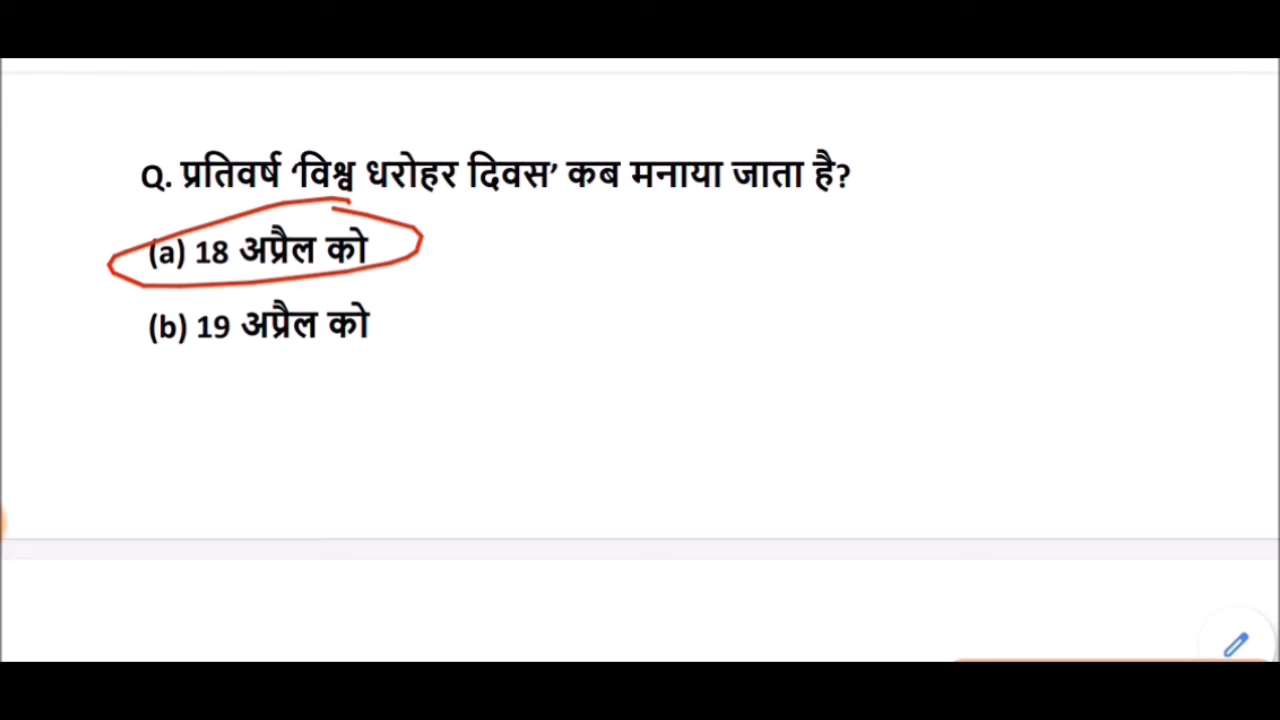 Q. प्रतिवर्ष ‘विश्व धरोहर दिवस’ कब मनाया जाता है?
(a) 18 अप्रैल को
(b) 19 अप्रैल को